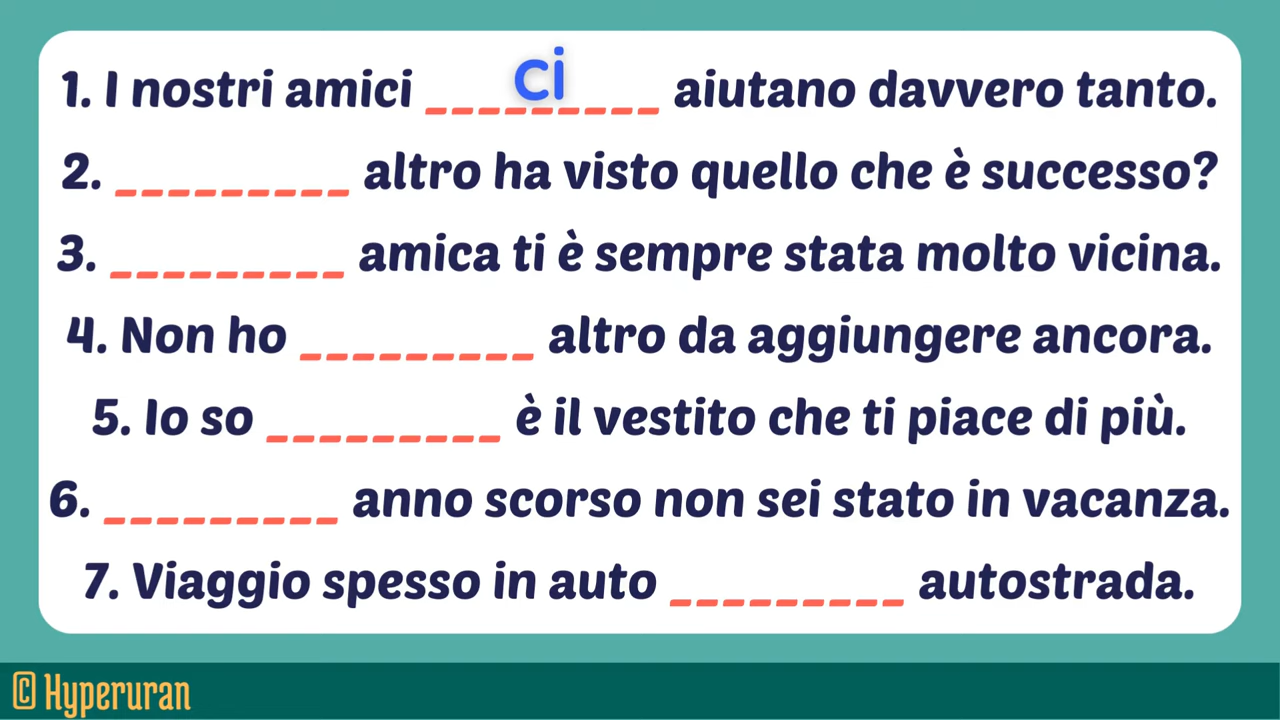 1. I nostri amici ci aiutano davvero tanto.
2. _________ altro ha visto quello che è successo?
3. _________ amica ti è sempre stata molto vicina.
4. Non ho _________ altro da aggiungere ancora.
5. Io so _________ è il vestito che ti piace di più.
6. _________ anno scorso non sei stato in vacanza.
7. Viaggio spesso in auto _________ autostrada.
© Hyperuran